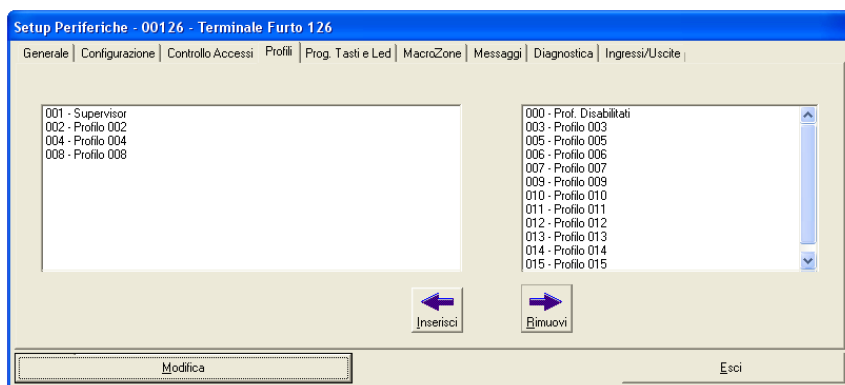 Setup Periferiche - 00126 - Terminale Furto 126
Generale Configurazione Controllo Accessi Profili Prog. Tasti e Led MacroZone Messaggi Diagnostica Ingressi/Uscite
001 - Supervisor
002 - Profilo 002
004 - Profilo 004
008 - Profilo 008
000 - Prof. Disabilitati
003 - Profilo 003
005 - Profilo 005
006 - Profilo 006
007 - Profilo 007
009 - Profilo 009
010 - Profilo 010
011 - Profilo 011
012 - Profilo 012
013 - Profilo 013
014 - Profilo 014
015 - Profilo 015
Inserisci
Rimuovi
Modifica
Esci